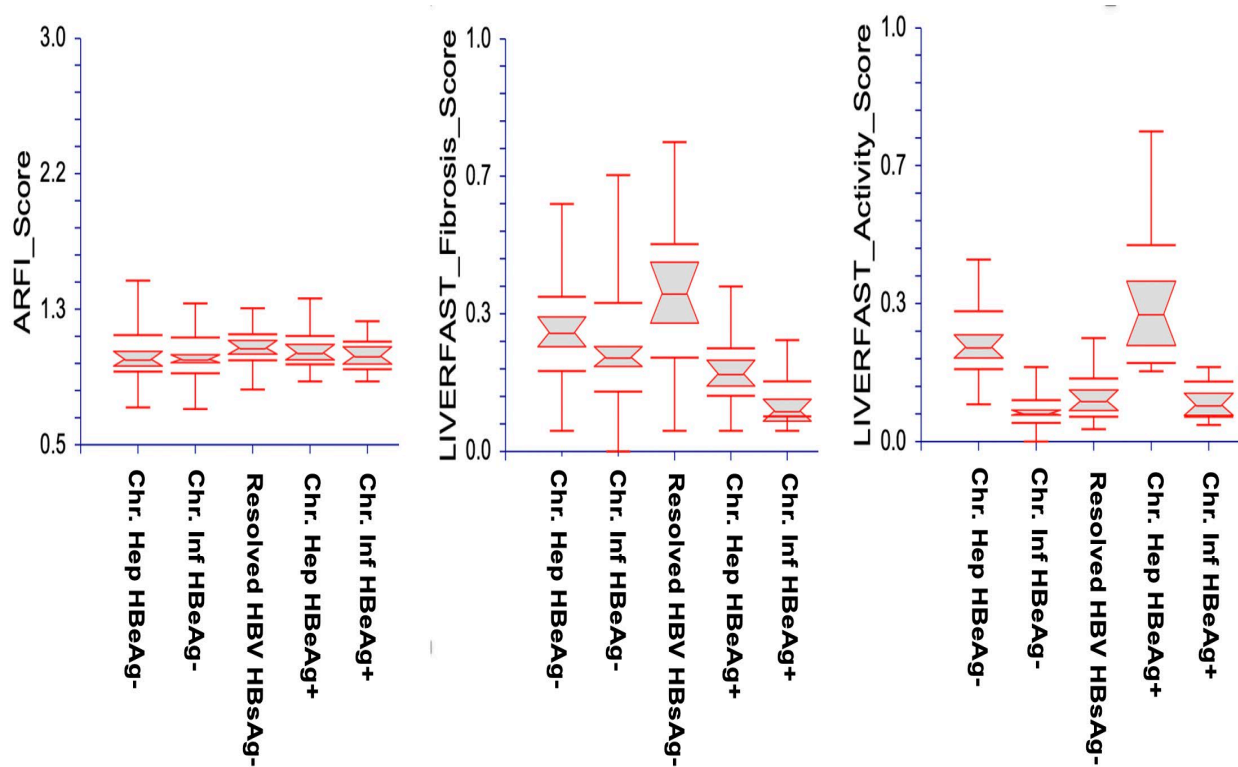 ARFI_Score
3.0
2.2
1.3
0.5
Chr. Hep HBeAg-
Chr. Inf HBeAg-
Resolved HBV HBsAg-
Chr. Hep HBeAg+
Chr. Inf HBeAg+
LIVERFAST_Fibrosis_Score
1.0
0.7
0.3
0.0
Chr. Hep HBeAg-
Chr. Inf HBeAg-
Resolved HBV HBsAg-
Chr. Hep HBeAg+
Chr. Inf HBeAg+
LIVERFAST_Activity_Score
1.0
0.7
0.3
0.0
Chr. Hep HBeAg-
Chr. Inf HBeAg-
Resolved HBV HBsAg-
Chr. Hep HBeAg+
Chr. Inf HBeAg+